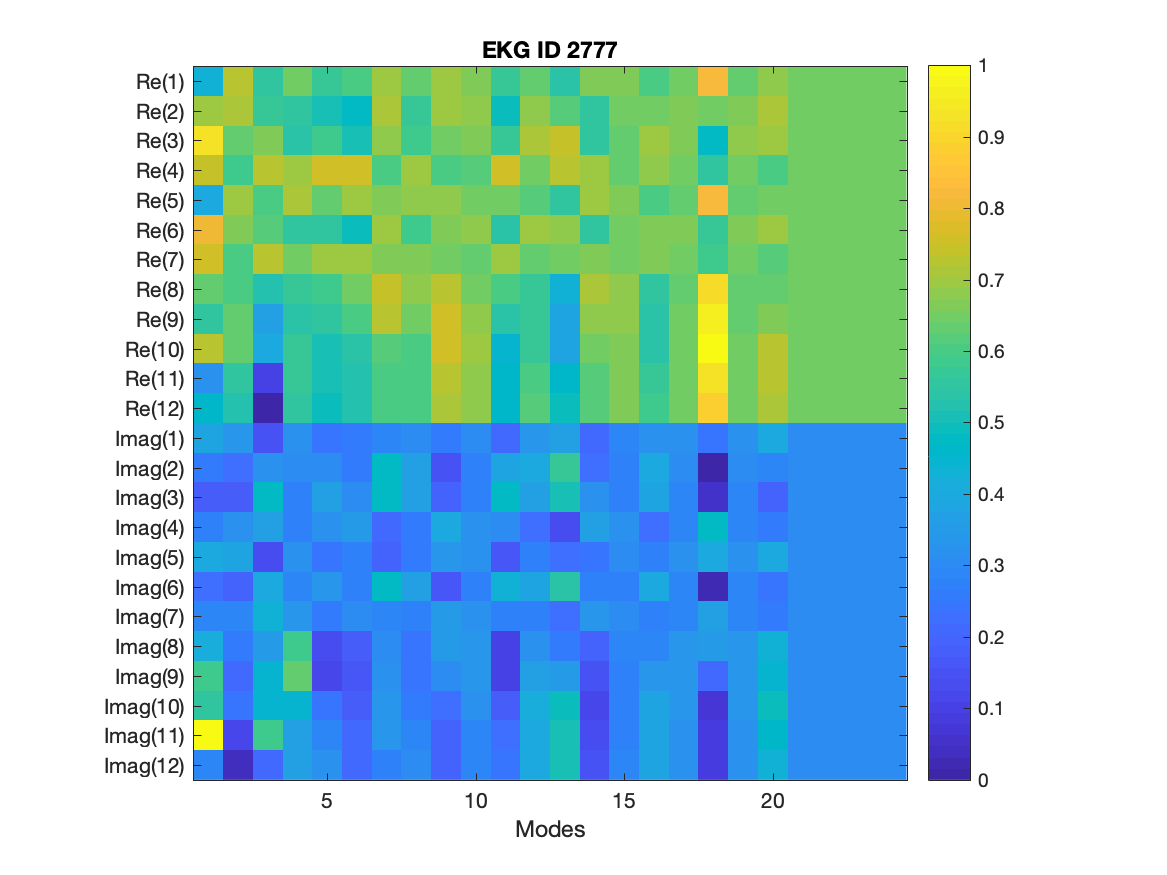 EKG ID 2777
Re(1)
Re(2)
Re(3)
Re(4)
Re(5)
Re(6)
Re(7)
Re(8)
Re(9)
Re(10)
Re(11)
Re(12)
Imag(1)
Imag(2)
Imag(3)
Imag(4)
Imag(5)
Imag(6)
Imag(7)
Imag(8)
Imag(9)
Imag(10)
Imag(11)
Imag(12)
5 10 15 20
Modes
1
0.9
0.8
0.7
0.6
0.5
0.4
0.3
0.2
0.1
0